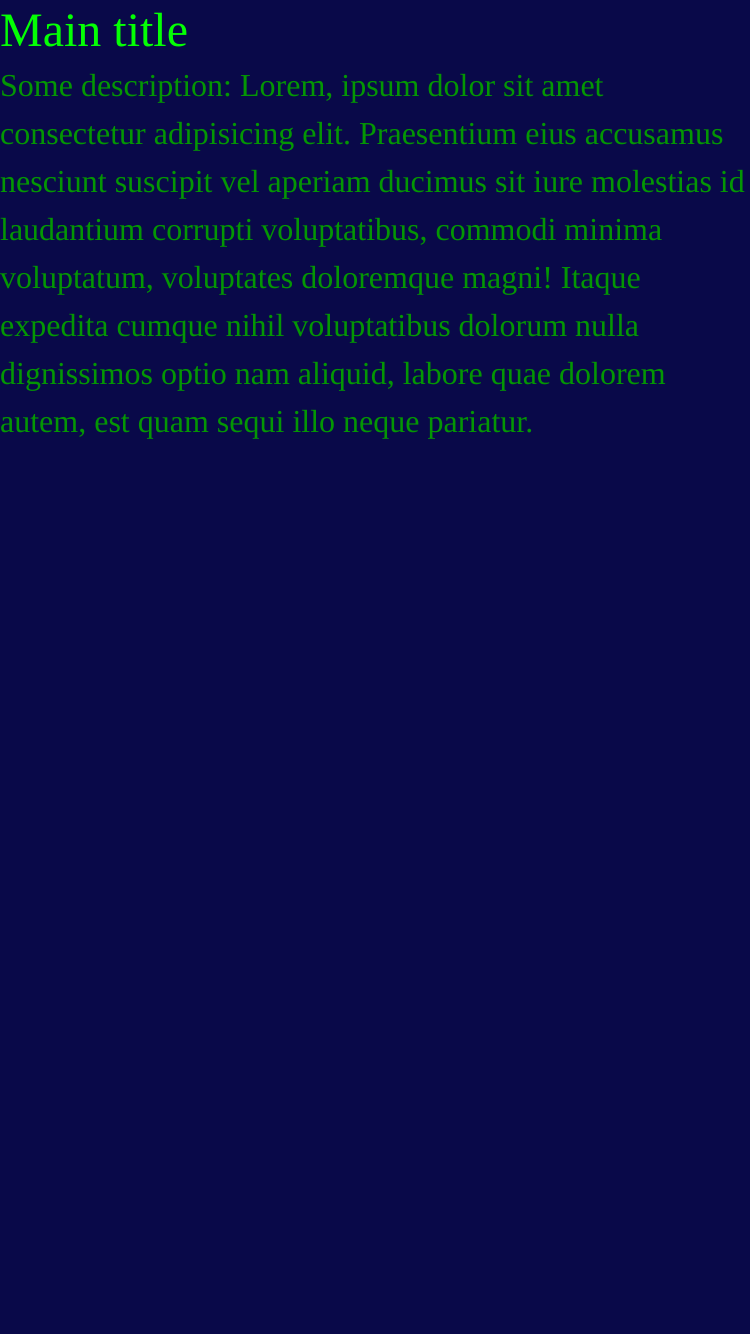 Main title
Some description: Lorem, ipsum dolor sit amet
consectetur adipisicing elit. Praesentium eius accusamus
nesciunt suscipit vel aperiam ducimus sit iure molestias id
laudantium corrupti voluptatibus, commodi minima
voluptatum, voluptates doloremque magni! Itaque
expedita cumque nihil voluptatibus dolorum nulla
dignissimos optio nam aliquid, labore quae dolorem
autem, est quam sequi illo neque pariatur.